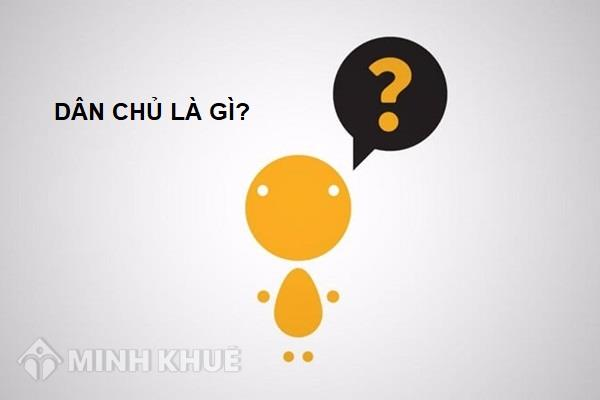 DÂN CHỦ LÀ GÌ?
?
MINH KHUÊ